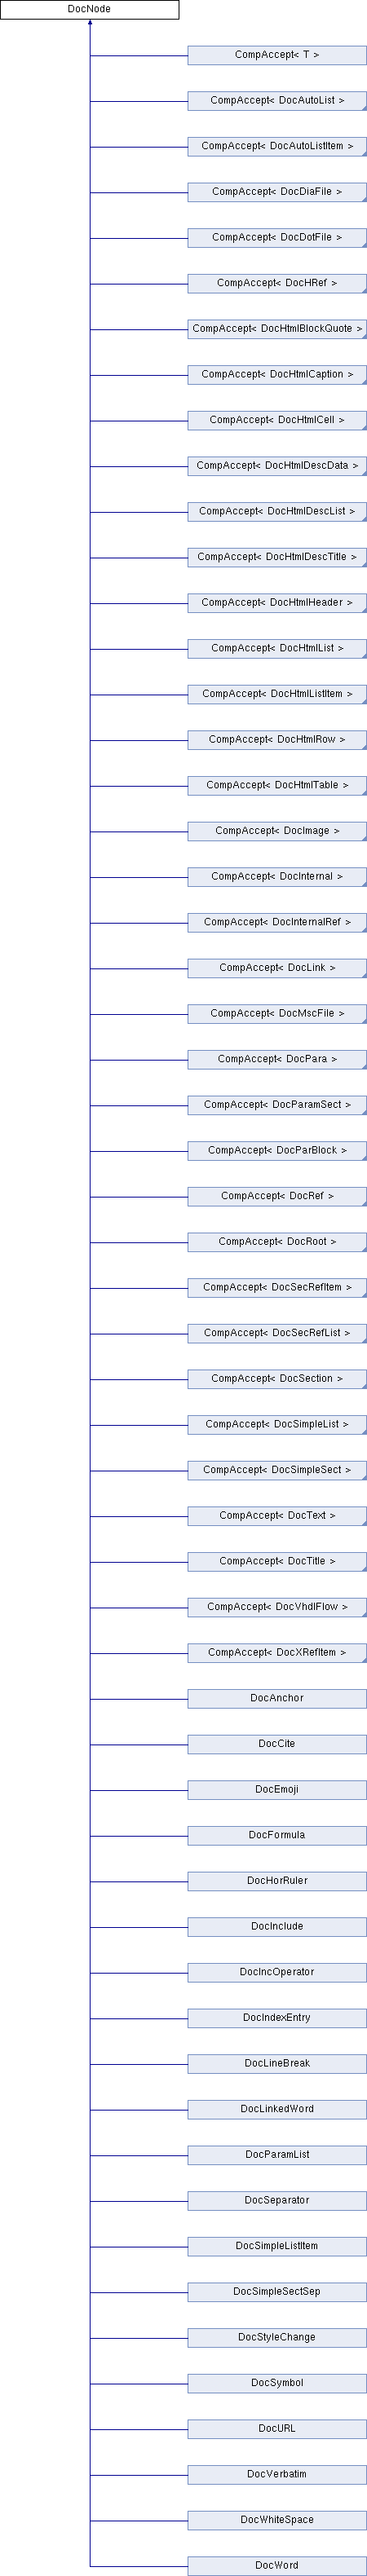 DocNode
CompAccept< T >
CompAccept< DocAutoList >
CompAccept< DocAutoListItem >
CompAccept< DocDiaFile >
CompAccept< DocDotFile >
CompAccept< DocHRef >
CompAccept< DocHtmlBlockQuote >
CompAccept< DocHtmlCaption >
CompAccept< DocHtmlCell >
CompAccept< DocHtmlDescData >
CompAccept< DocHtmlDescList >
CompAccept< DocHtmlDescTitle >
CompAccept< DocHtmlHeader >
CompAccept< DocHtmlList >
CompAccept< DocHtmlListItem >
CompAccept< DocHtmlRow >
CompAccept< DocHtmlTable >
CompAccept< DocImage >
CompAccept< DocInternal >
CompAccept< DocInternalRef >
CompAccept< DocLink >
CompAccept< DocMscFile >
CompAccept< DocPara >
CompAccept< DocParamSect >
CompAccept< DocParBlock >
CompAccept< DocRef >
CompAccept< DocRoot >
CompAccept< DocSecRefItem >
CompAccept< DocSecRefList >
CompAccept< DocSection >
CompAccept< DocSimpleList >
CompAccept< DocSimpleSect >
CompAccept< DocText >
CompAccept< DocTitle >
CompAccept< DocVhdlFlow >
CompAccept< DocXRefItem >
DocAnchor
DocCite
DocEmoji
DocFormula
DocHorRuler
DocInclude
DocIncOperator
DocIndexEntry
DocLineBreak
DocLinkedWord
DocParamList
DocSeparator
DocSimpleListItem
DocSimpleSectSep
DocStyleChange
DocSymbol
DocURL
DocVerbatim
DocWhiteSpace
DocWord